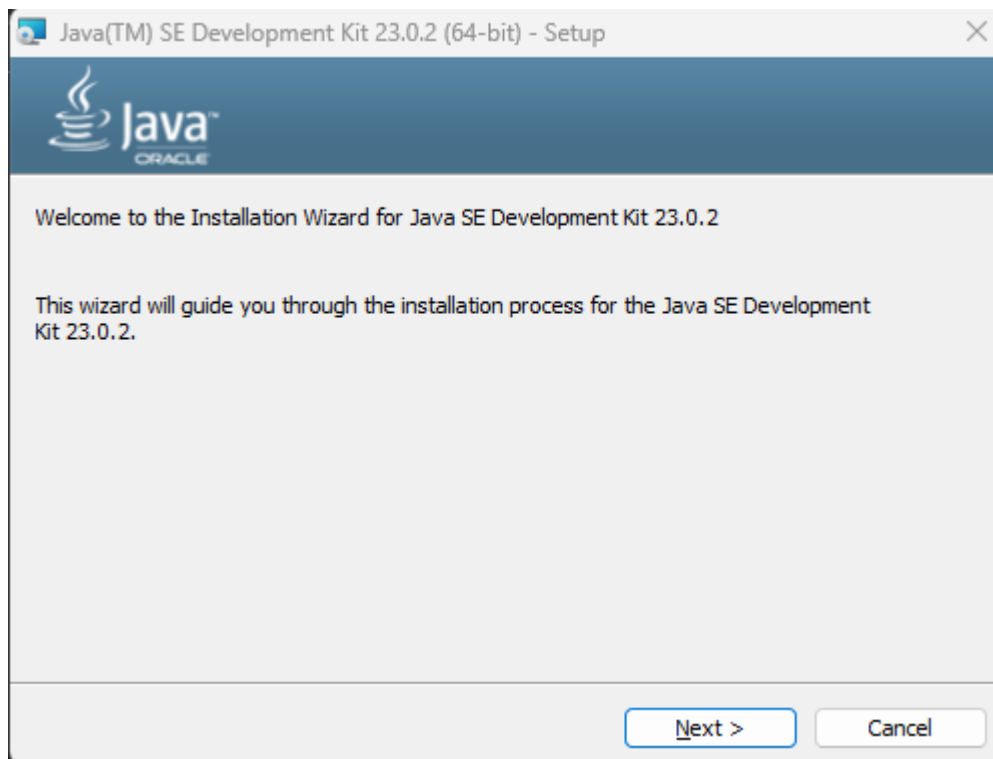 Java(TM) SE Development Kit 23.0.2 (64-bit) - Setup
Java™
ORACLE
Welcome to the Installation Wizard for Java SE Development Kit 23.0.2
This wizard will guide you through the installation process for the Java SE Development
Kit 23.0.2.
Next >
Cancel